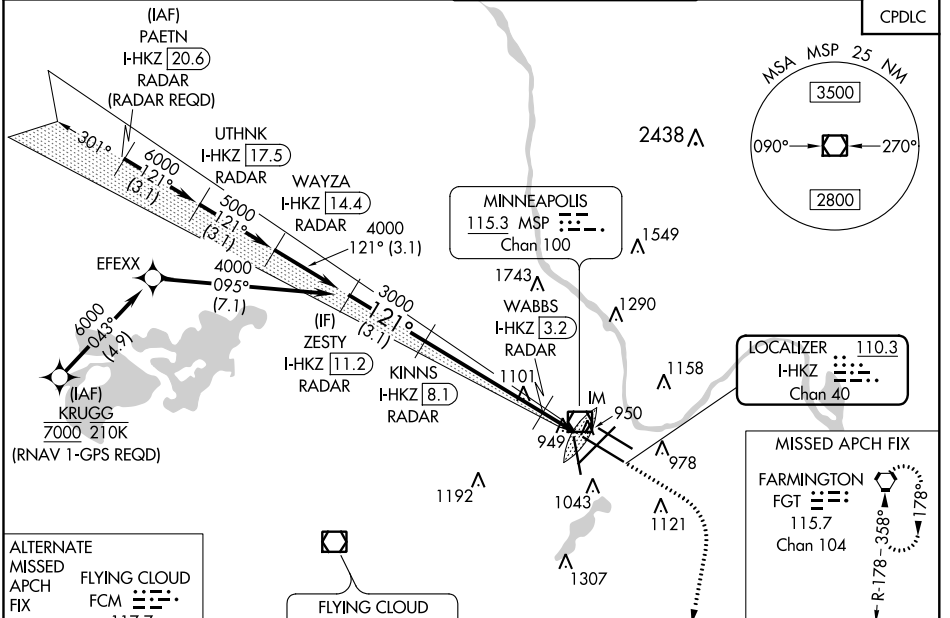 CPDLC
(IAF)
PAETN
I-HKZ 20.6
RADAR
(RADAR REQD)
301°
6000
121°
(3.1)
UTHNK
I-HKZ 17.5
RADAR
5000
121°
(3.1)
WAYZA
I-HKZ 14.4
RADAR
4000
121° (3.1)
MSA MSP 25 NM
3500
090°
270°
2800
2438
MINNEAPOLIS
115.3 MSP
Chan 100
1549
1743
1290
EFEXX
4000
095°
(7.1)
6000
043°
(4.9)
(IAF)
KRUGG
7000 210K
(RNAV 1-GPS REQD)
3000
121°
(3.1)
(IF)
ZESTY
I-HKZ 11.2
RADAR
KINNS
I-HKZ 8.1
RADAR
WABBS
I-HKZ 3.2
RADAR
1101
1158
LOCALIZER 110.3
I-HKZ
Chan 40
IM
950
949
978
1192
1043
1121
1307
MISSED APCH FIX
FARMINGTON
FGT
115.7
Chan 104
R-178
358°
178°
ALTERNATE
MISSED
APCH
FIX
FLYING CLOUD
FCM
FLYING CLOUD